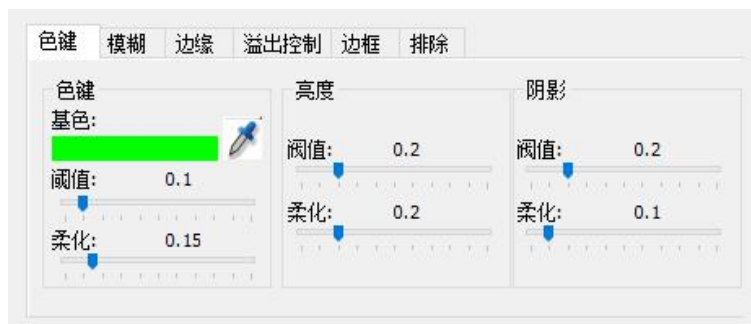 色键 模糊 边缘 溢出控制 边框 排除
色键
基色:
阈值: 0.1
柔化: 0.15
亮度
阀值: 0.2
柔化: 0.2
阴影
阀值: 0.2
柔化: 0.1